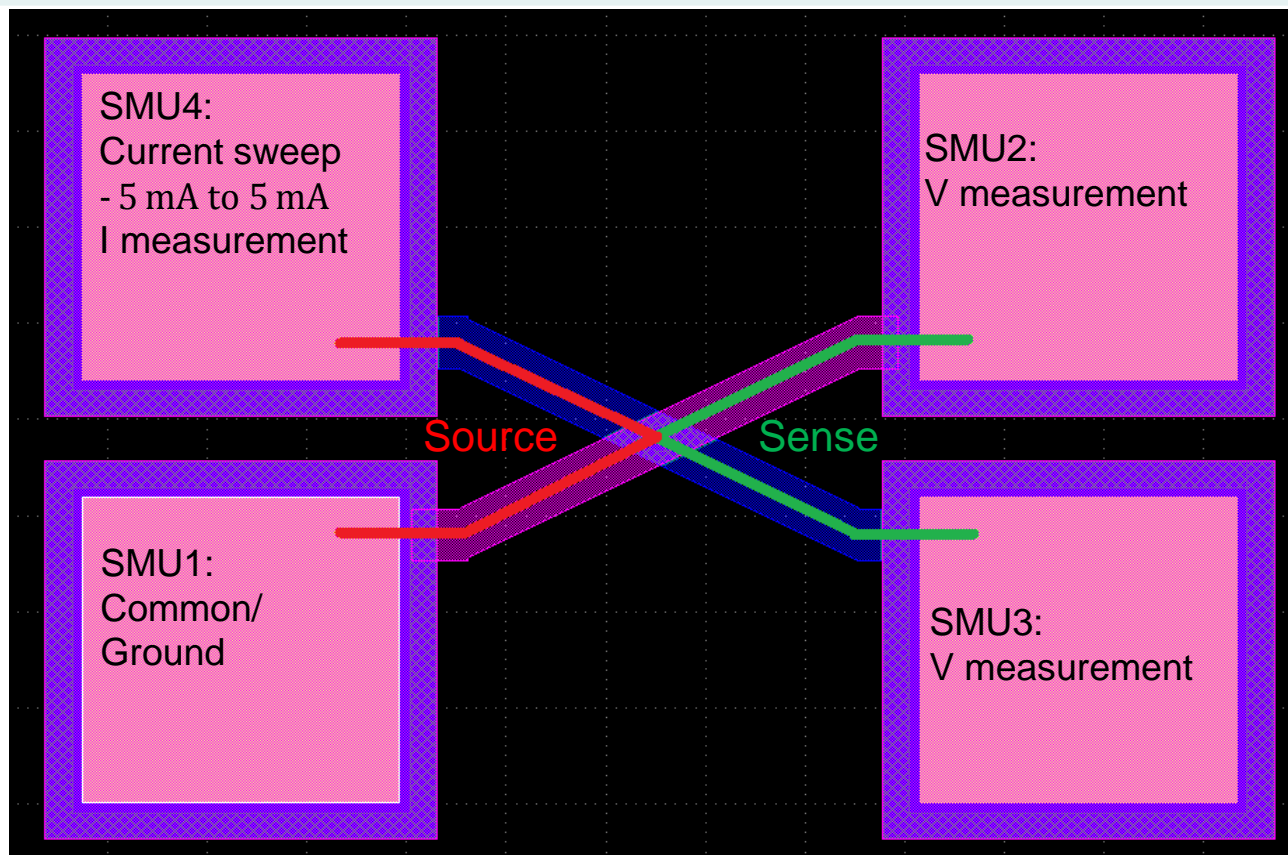 SMU4:
Current sweep
- 5 mA to 5 mA
I measurement
SMU2:
V measurement
Source
Sense
SMU1:
Common/
Ground
SMU3:
V measurement